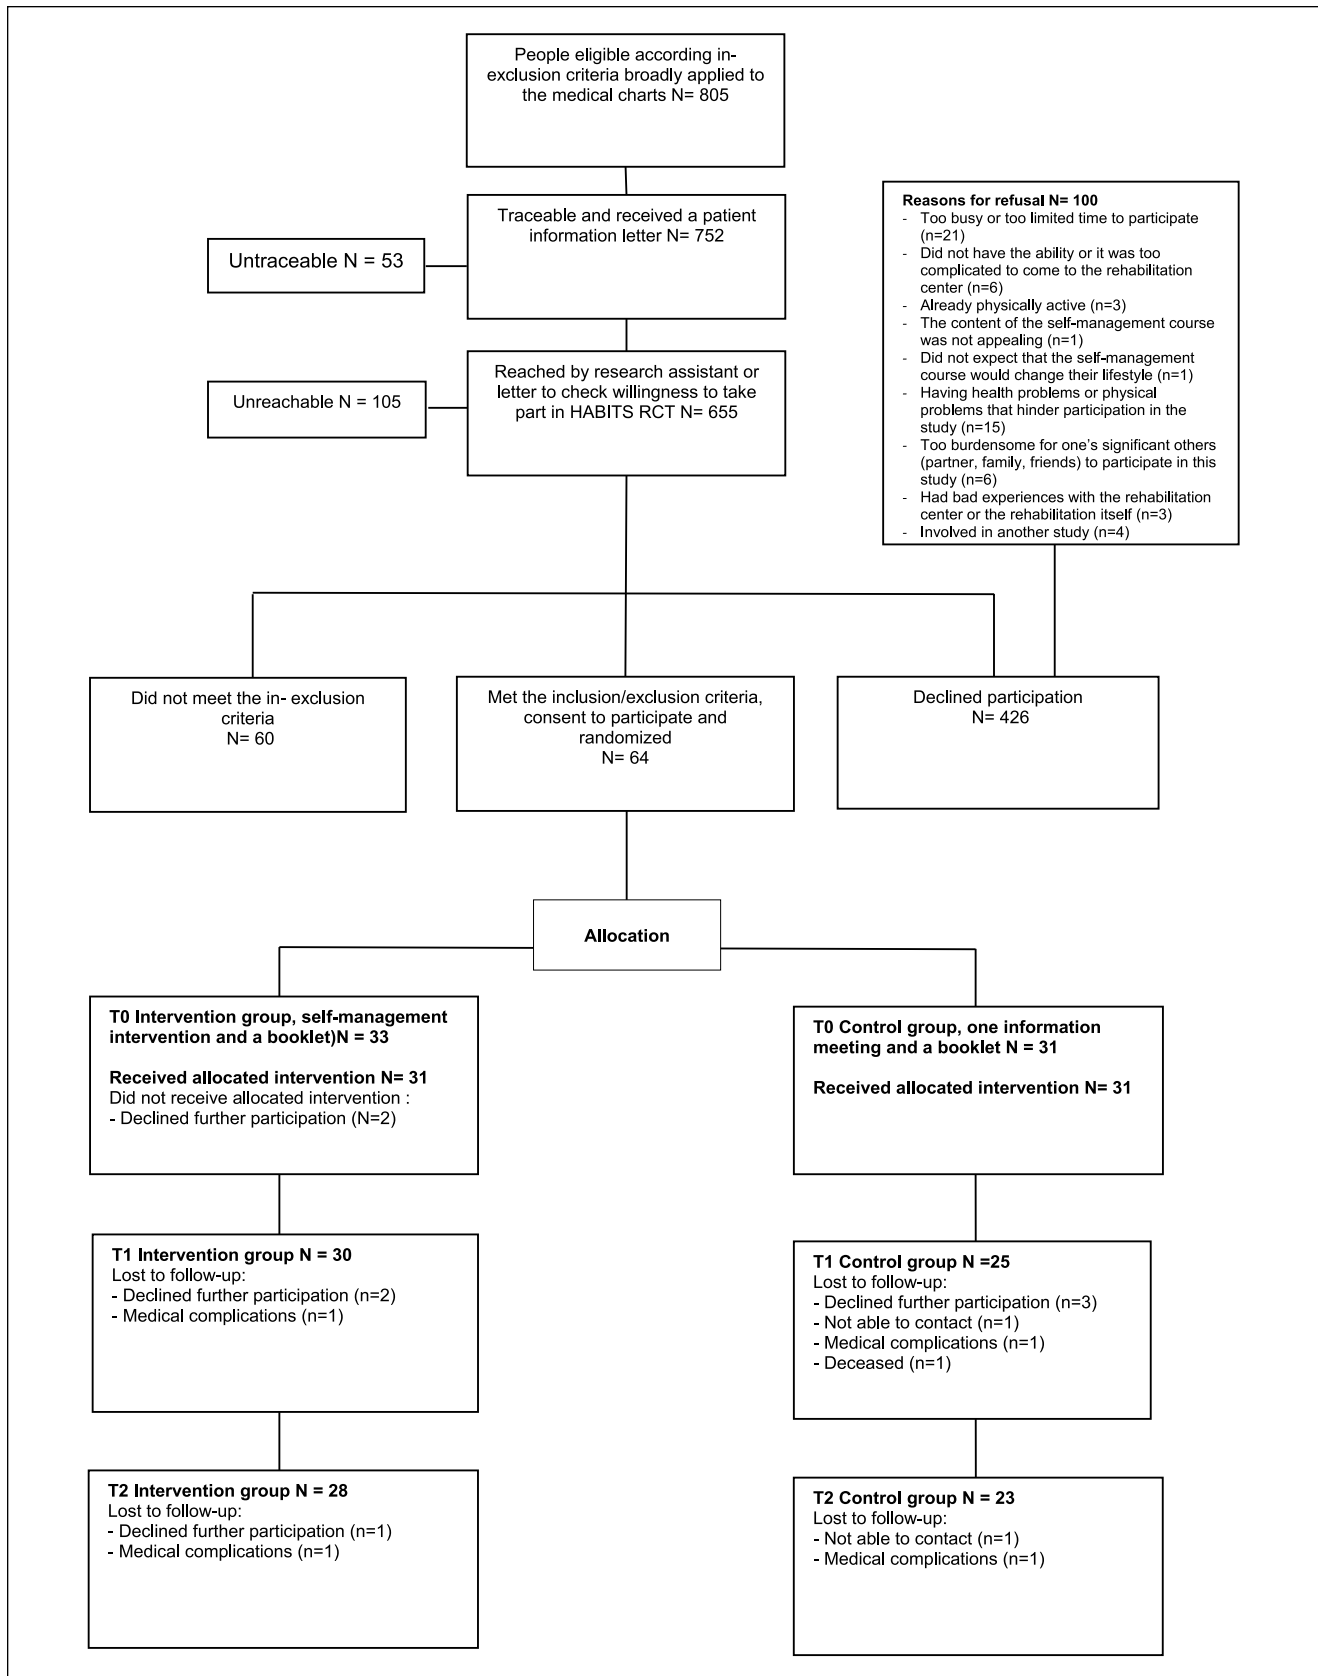 People eligible according in-
exclusion criteria broadly applied to
the medical charts N= 805
Traceable and received a patient
information letter N= 752
Untraceable N = 53
Reached by research assistant or
letter to check willingness to take
part in HABITS RCT N= 655
Unreachable N = 105
Reasons for refusal N= 100
- Too busy or too limited time to participate
(n=21)
- Did not have the ability or it was too
complicated to come to the rehabilitation
center (n=6)
- Already physically active (n=3)
- The content of the self-management course
was not appealing (n=1)
- Did not expect that the self-management
course would change their lifestyle (n=1)
- Having health problems or physical
problems that hinder participation in the
study (n=15)
- Too burdensome for one's significant others
(partner, family, friends) to participate in this
study (n=6)
- Had bad experiences with the rehabilitation
center or the rehabilitation itself (n=3)
- Involved in another study (n=4)
Did not meet the in- exclusion
criteria
N= 60
Met the inclusion/exclusion criteria,
consent to participate and
randomized
N= 64
Declined participation
N= 426
Allocation
T0 Intervention group, self-management
intervention and a booklet)N = 33
Received allocated intervention N= 31
Did not receive allocated intervention :
- Declined further participation (N=2)
T0 Control group, one information
meeting and a booklet N = 31
Received allocated intervention N= 31
T1 Intervention group N = 30
Lost to follow-up:
- Declined further participation (n=2)
- Medical complications (n=1)
T1 Control group N =25
Lost to follow-up:
- Declined further participation (n=3)
- Not able to contact (n=1)
- Medical complications (n=1)
- Deceased (n=1)
T2 Intervention group N = 28
Lost to follow-up:
- Declined further participation (n=1)
- Medical complications (n=1)
T2 Control group N = 23
Lost to follow-up:
- Not able to contact (n=1)
- Medical complications (n=1)